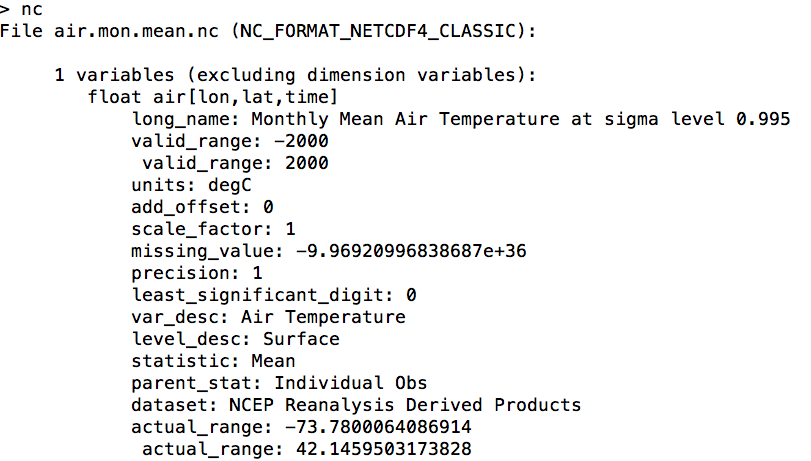 > nc
File air.mon.mean.nc (NC_FORMAT_NETCDF4_CLASSIC):
1 variables (excluding dimension variables):
float air[lon,lat,time]
long_name: Monthly Mean Air Temperature at sigma level 0.995
valid_range: -2000
valid_range: 2000
units: degC
add_offset: 0
scale_factor: 1
missing_value: -9.96920996838687e+36
precision: 1
least_significant_digit: 0
var_desc: Air Temperature
level_desc: Surface
statistic: Mean
parent_stat: Individual Obs
dataset: NCEP Reanalysis Derived Products
actual_range: -73.7800064086914
actual_range: 42.1459503173828